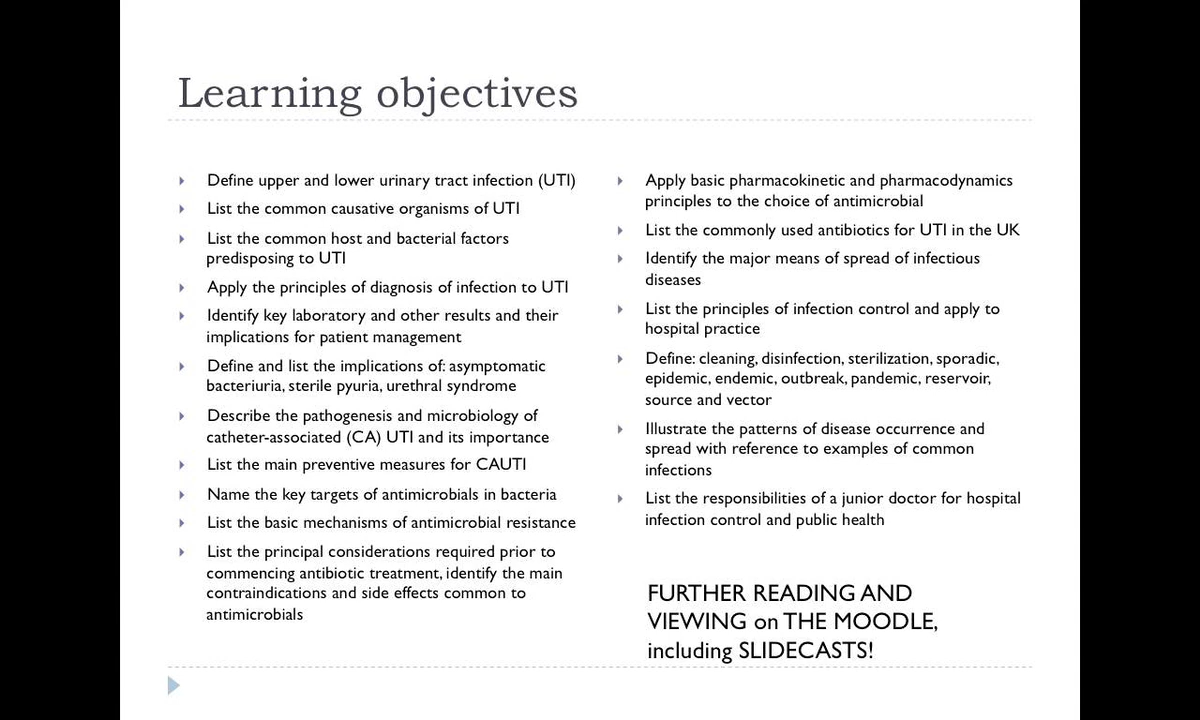 Learning objectives
Define upper and lower urinary tract infection (UTI)
List the common causative organisms of UTI
List the common host and bacterial factors
predisposing to UTI
Apply the principles of diagnosis of infection to UTI
Identify key laboratory and other results and their
implications for patient management
Define and list the implications of: asymptomatic
bacteriuria, sterile pyuria, urethral syndrome
Describe the pathogenesis and microbiology of
catheter-associated (CA) UTI and its importance
List the main preventive measures for CAUTI
Name the key targets of antimicrobials in bacteria
List the basic mechanisms of antimicrobial resistance
List the principal considerations required prior to
commencing antibiotic treatment, identify the main
contraindications and side effects common to
antimicrobials
Apply basic pharmacokinetic and pharmacodynamics
principles to the choice of antimicrobial
List the commonly used antibiotics for UTI in the UK
Identify the major means of spread of infectious
diseases
List the principles of infection control and apply to
hospital practice
Define: cleaning, disinfection, sterilization, sporadic,
epidemic, endemic, outbreak, pandemic, reservoir,
source and vector
Illustrate the patterns of disease occurrence and
spread with reference to examples of common
infections
List the responsibilities of a junior doctor for hospital
infection control and public health
FURTHER READING AND
VIEWING on THE MOODLE,
including SLIDECASTS!